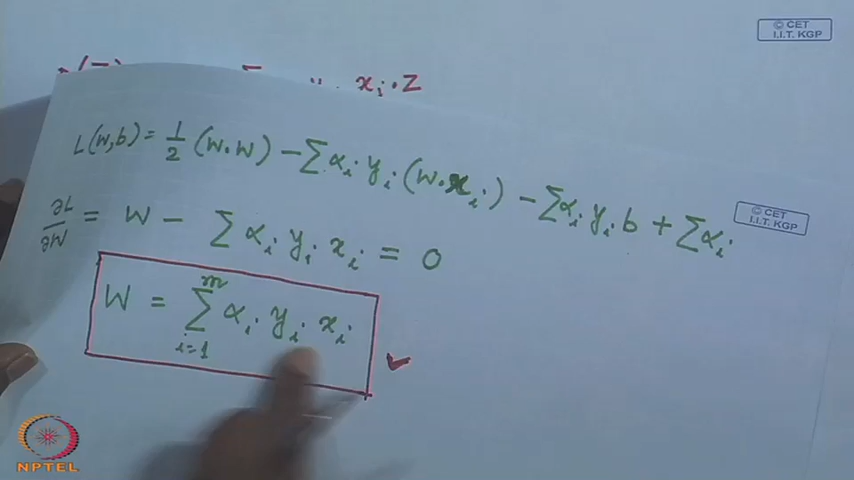 © CET
I.I.T. KGP
x_i · Z
L(W,b) = 1/2 (W·W) − ∑ α_i y_i (W·x_i) − ∑ α_i y_i b + ∑ α_i
© CET
I.I.T. KGP
∂L/∂W = W − ∑ α_i y_i x_i = 0
W = ∑_{i=1}^{m} α_i y_i x_i ✓
NPTEL